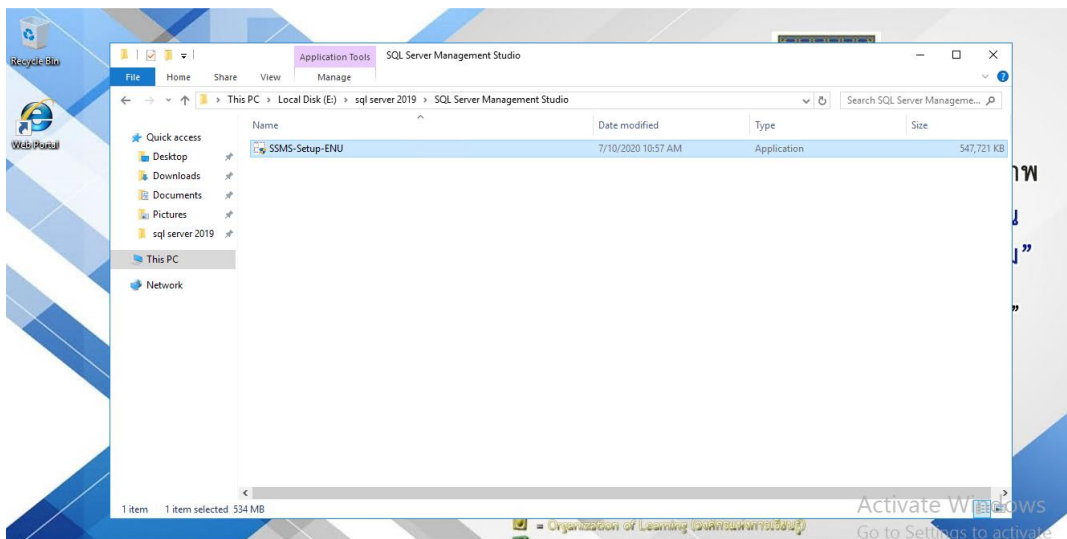 Recycle Bin
Web Portal
Application Tools
SQL Server Management Studio
File
Home
Share
View
Manage
This PC > Local Disk (E:) > sql server 2019 > SQL Server Management Studio
Search SQL Server Manageme...
Quick access
Desktop
Downloads
Documents
Pictures
sql server 2019
This PC
Network
Name
Date modified
Type
Size
SSMS-Setup-ENU
7/10/2020 10:57 AM
Application
547,721 KB
าพ
น
ม”
”
1 item
1 item selected 534 MB
= Organization of Learning
Activate Windows
Go to Settings to activate